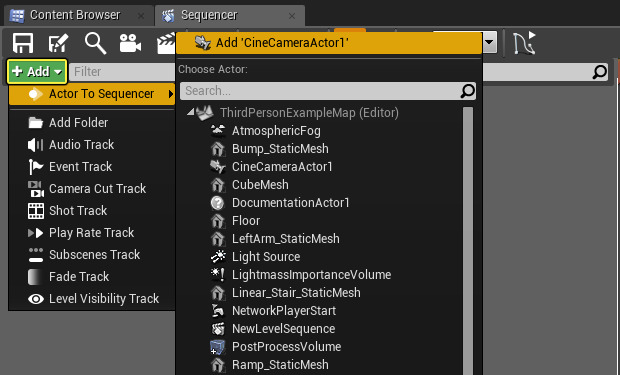 Content Browser
Sequencer
Add
Filter
Add 'CineCameraActor1'
Actor To Sequencer
Add Folder
Audio Track
Event Track
Camera Cut Track
Shot Track
Play Rate Track
Subscenes Track
Fade Track
Level Visibility Track
Choose Actor:
Search...
ThirdPersonExampleMap (Editor)
AtmosphericFog
Bump_StaticMesh
CineCameraActor1
CubeMesh
DocumentationActor1
Floor
LeftArm_StaticMesh
Light Source
LightmassImportanceVolume
Linear_Stair_StaticMesh
NetworkPlayerStart
NewLevelSequence
PostProcessVolume
Ramp_StaticMesh